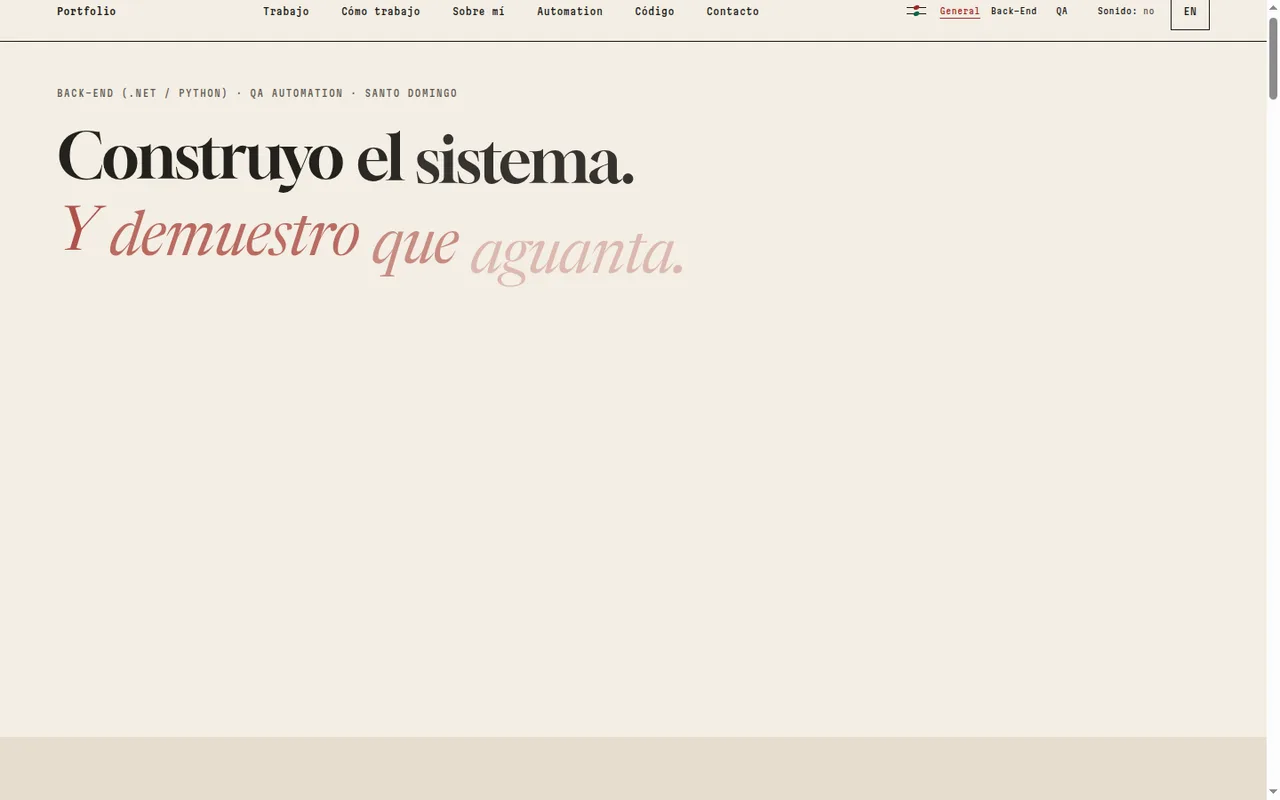 Portfolio Trabajo Cómo trabajo Sobre mí Automation Código Contacto General Back-End QA Sonido: no EN
BACK-END (.NET / PYTHON) · QA AUTOMATION · SANTO DOMINGO
Construyo el sistema.
Y demuestro que aguanta.